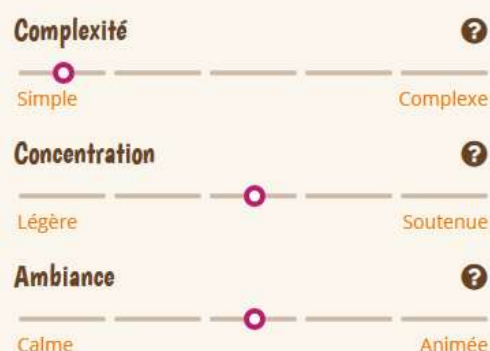 Complexité ?
Simple Complexe
Concentration ?
Légère Soutenue
Ambiance ?
Calme Animée